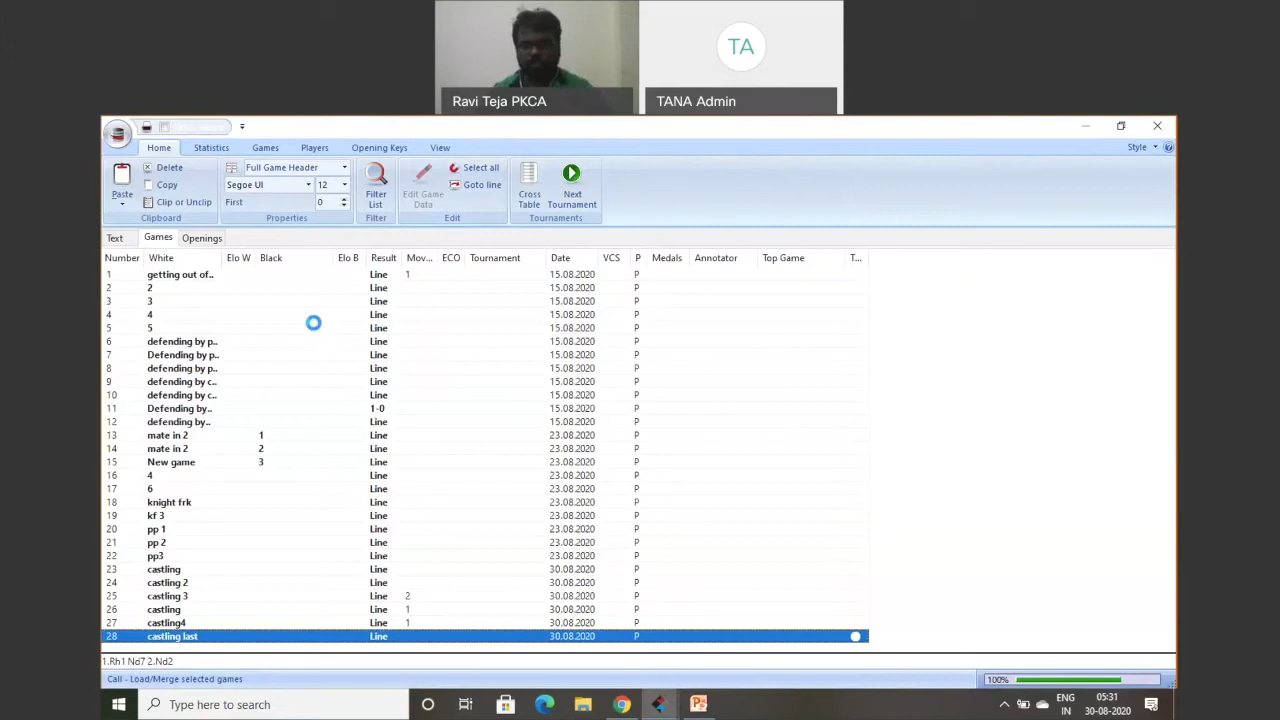 TA
Ravi Teja PKCA
TANA Admin
Home Statistics Games Players Opening Keys View Style
Paste
Delete
Copy
Clip or Unclip
Clipboard
Full Game Header
Segoe UI 12
First 0
Properties
Filter List
Filter
Edit Game Data
Select all
Goto line
Edit
Cross Table
Next Tournament
Tournaments
Text Games Openings
Number White Elo W Black Elo B Result Mov... ECO Tournament Date VCS P Medals Annotator Top Game T...
1 getting out of.. Line 1 15.08.2020 P
2 2 Line 15.08.2020 P
3 3 Line 15.08.2020 P
4 4 Line 15.08.2020 P
5 5 Line 15.08.2020 P
6 defending by p.. Line 15.08.2020 P
7 Defending by p.. Line 15.08.2020 P
8 defending by p.. Line 15.08.2020 P
9 defending by c.. Line 15.08.2020 P
10 defending by c.. Line 15.08.2020 P
11 Defending by.. 1-0 15.08.2020 P
12 defending by.. Line 15.08.2020 P
13 mate in 2 1 Line 23.08.2020 P
14 mate in 2 2 Line 23.08.2020 P
15 New game 3 Line 23.08.2020 P
16 4 Line 23.08.2020 P
17 6 Line 23.08.2020 P
18 knight frk Line 23.08.2020 P
19 kf 3 Line 23.08.2020 P
20 pp 1 Line 23.08.2020 P
21 pp 2 Line 23.08.2020 P
22 pp3 Line 23.08.2020 P
23 castling Line 30.08.2020 P
24 castling 2 Line 30.08.2020 P
25 castling 3 Line 2 30.08.2020 P
26 castling Line 1 30.08.2020 P
27 castling4 Line 1 30.08.2020 P
28 castling last Line 30.08.2020 P
1.Rh1 Nd7 2.Nd2
Call - Load/Merge selected games 100%
Type here to search
ENG
IN
05:31
30-08-2020